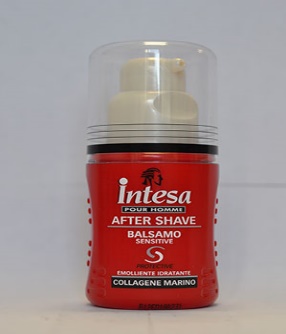 intesa
POUR HOMME
AFTER SHAVE
BALSAMO
SENSITIVE
S
EMOLLIENTE IDRATANTE
COLLAGENE MARINO